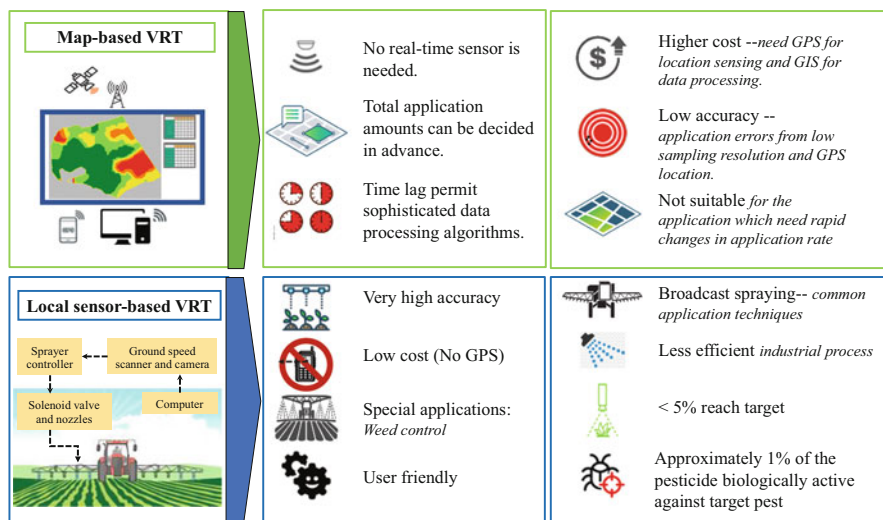 Map-based VRT
No real-time sensor is
needed.
Total application
amounts can be decided
in advance.
Time lag permit
sophisticated data
processing algorithms.
Higher cost --need GPS for
location sensing and GIS for
data processing.
Low accuracy --
application errors from low
sampling resolution and GPS
location.
Not suitable for the
application which need rapid
changes in application rate
Local sensor-based VRT
Sprayer
controller
Ground speed
scanner and camera
Solenoid valve
and nozzles
Computer
Very high accuracy
Low cost (No GPS)
Special applications:
Weed control
User friendly
Broadcast spraying-- common
application techniques
Less efficient industrial process
< 5% reach target
Approximately 1% of the
pesticide biologically active
against target pest